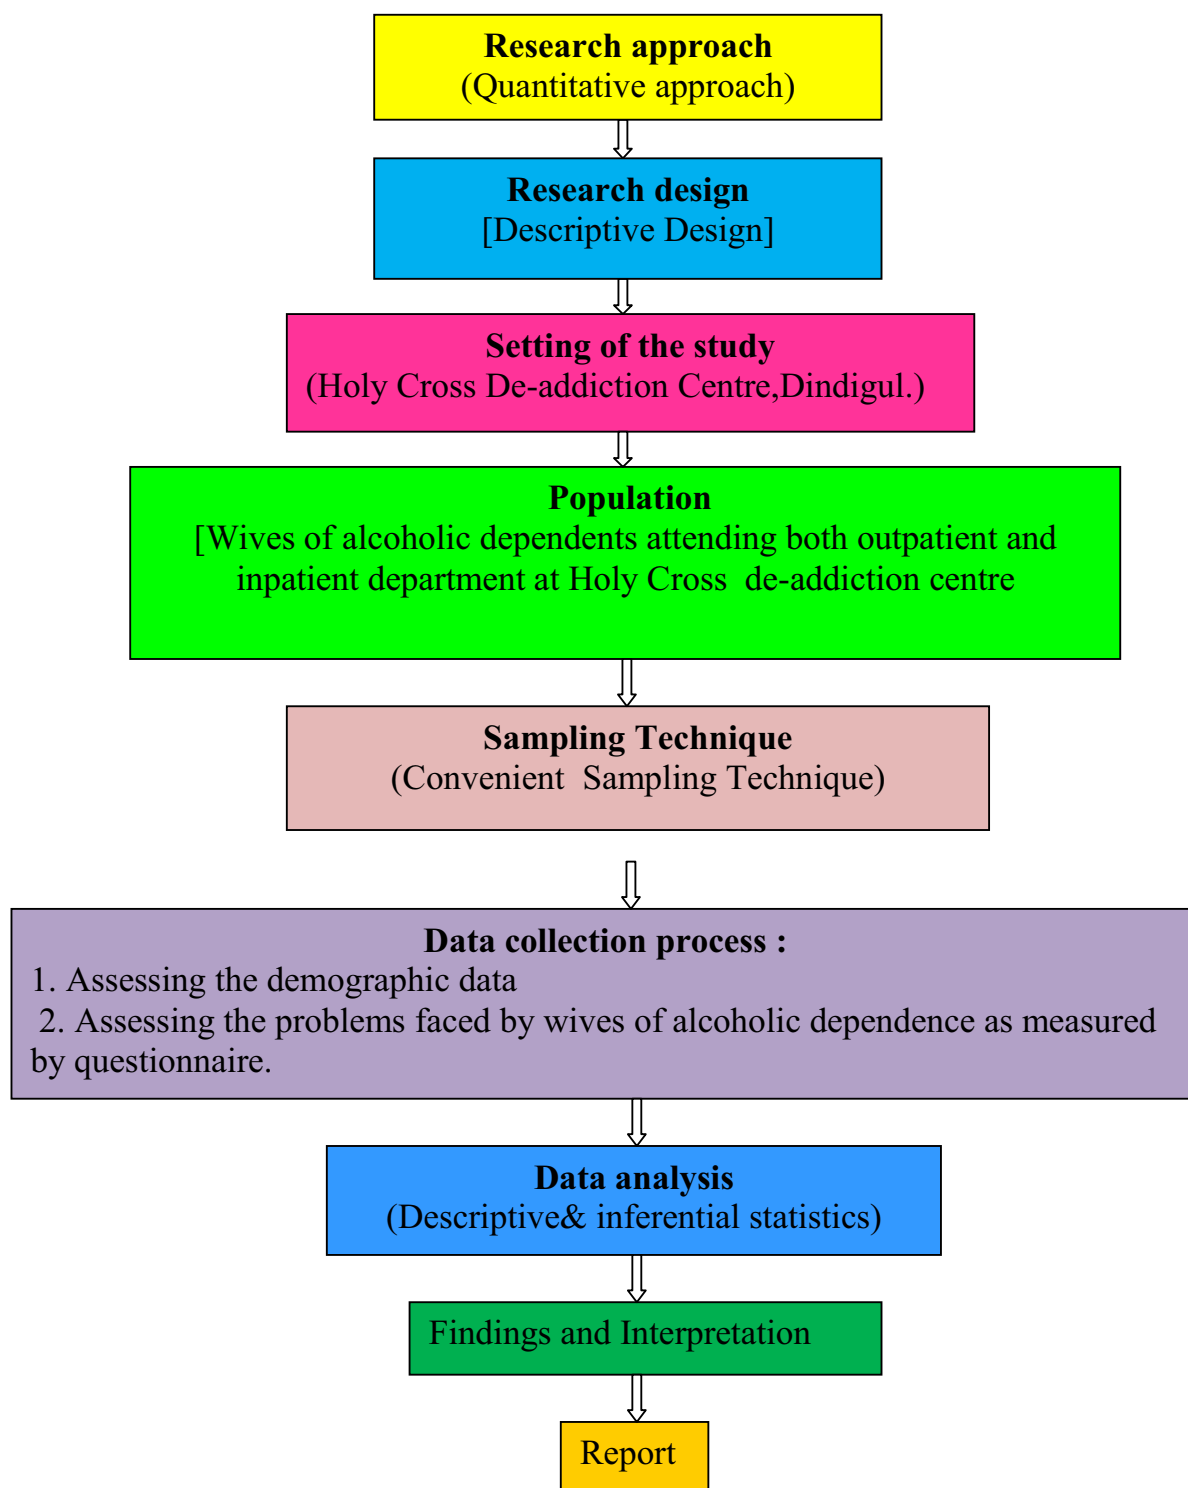 Research approach
(Quantitative approach)
Research design
[Descriptive Design]
Setting of the study
(Holy Cross De-addiction Centre,Dindigul.)
Population
[Wives of alcoholic dependents attending both outpatient and
inpatient department at Holy Cross  de-addiction centre
Sampling Technique
(Convenient  Sampling Technique)
Data collection process :
1. Assessing the demographic data
2. Assessing the problems faced by wives of alcoholic dependence as measured
by questionnaire.
Data analysis
(Descriptive& inferential statistics)
Findings and Interpretation
Report